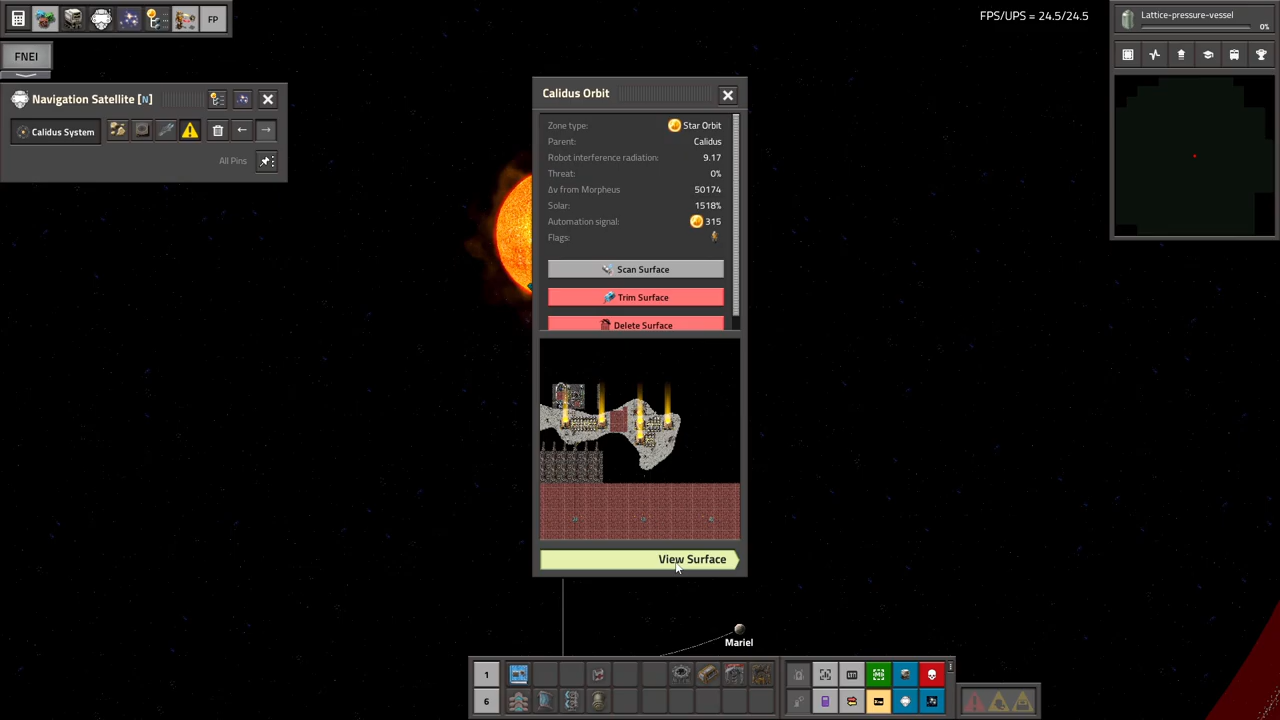 FP
FPS/UPS = 24.5/24.5
Lattice-pressure-vessel
0%
FNEI
Navigation Satellite [N]
Calidus System
All Pins
Calidus Orbit
Zone type: Star Orbit
Parent: Calidus
Robot interference radiation: 9.17
Threat: 0%
Δv from Morpheus 50174
Solar: 1518%
Automation signal: 315
Flags:
Scan Surface
Trim Surface
Delete Surface
View Surface
Mariel
1
6